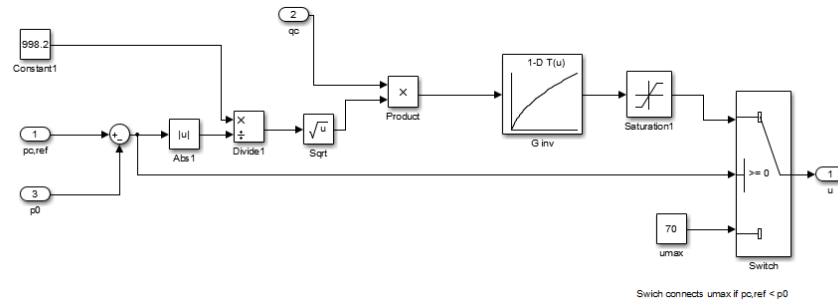 2
qc
998.2
Constant1
1-D T(u)
1
pc,ref
+
−
|u|
Abs1
×
÷
Divide1
√u
Sqrt
×
Product
G inv
Saturation1
3
p0
>= 0
1
u
70
umax
Switch
Swich connects umax if pc,ref < p0